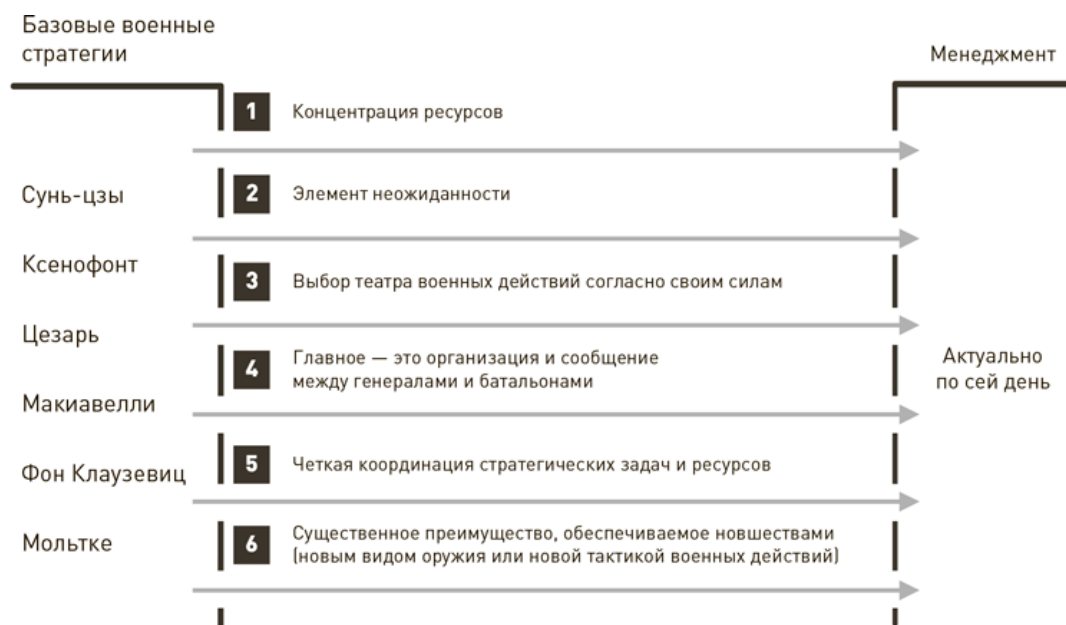 Базовые военные
стратегии
Менеджмент
1 Концентрация ресурсов
Сунь-цзы
2 Элемент неожиданности
Ксенофонт
3 Выбор театра военных действий согласно своим силам
Цезарь
4 Главное — это организация и сообщение
между генералами и батальонами
Актуально
по сей день
Макиавелли
Фон Клаузевиц
5 Четкая координация стратегических задач и ресурсов
Мольтке
6 Существенное преимущество, обеспечиваемое новшествами
(новым видом оружия или новой тактикой военных действий)